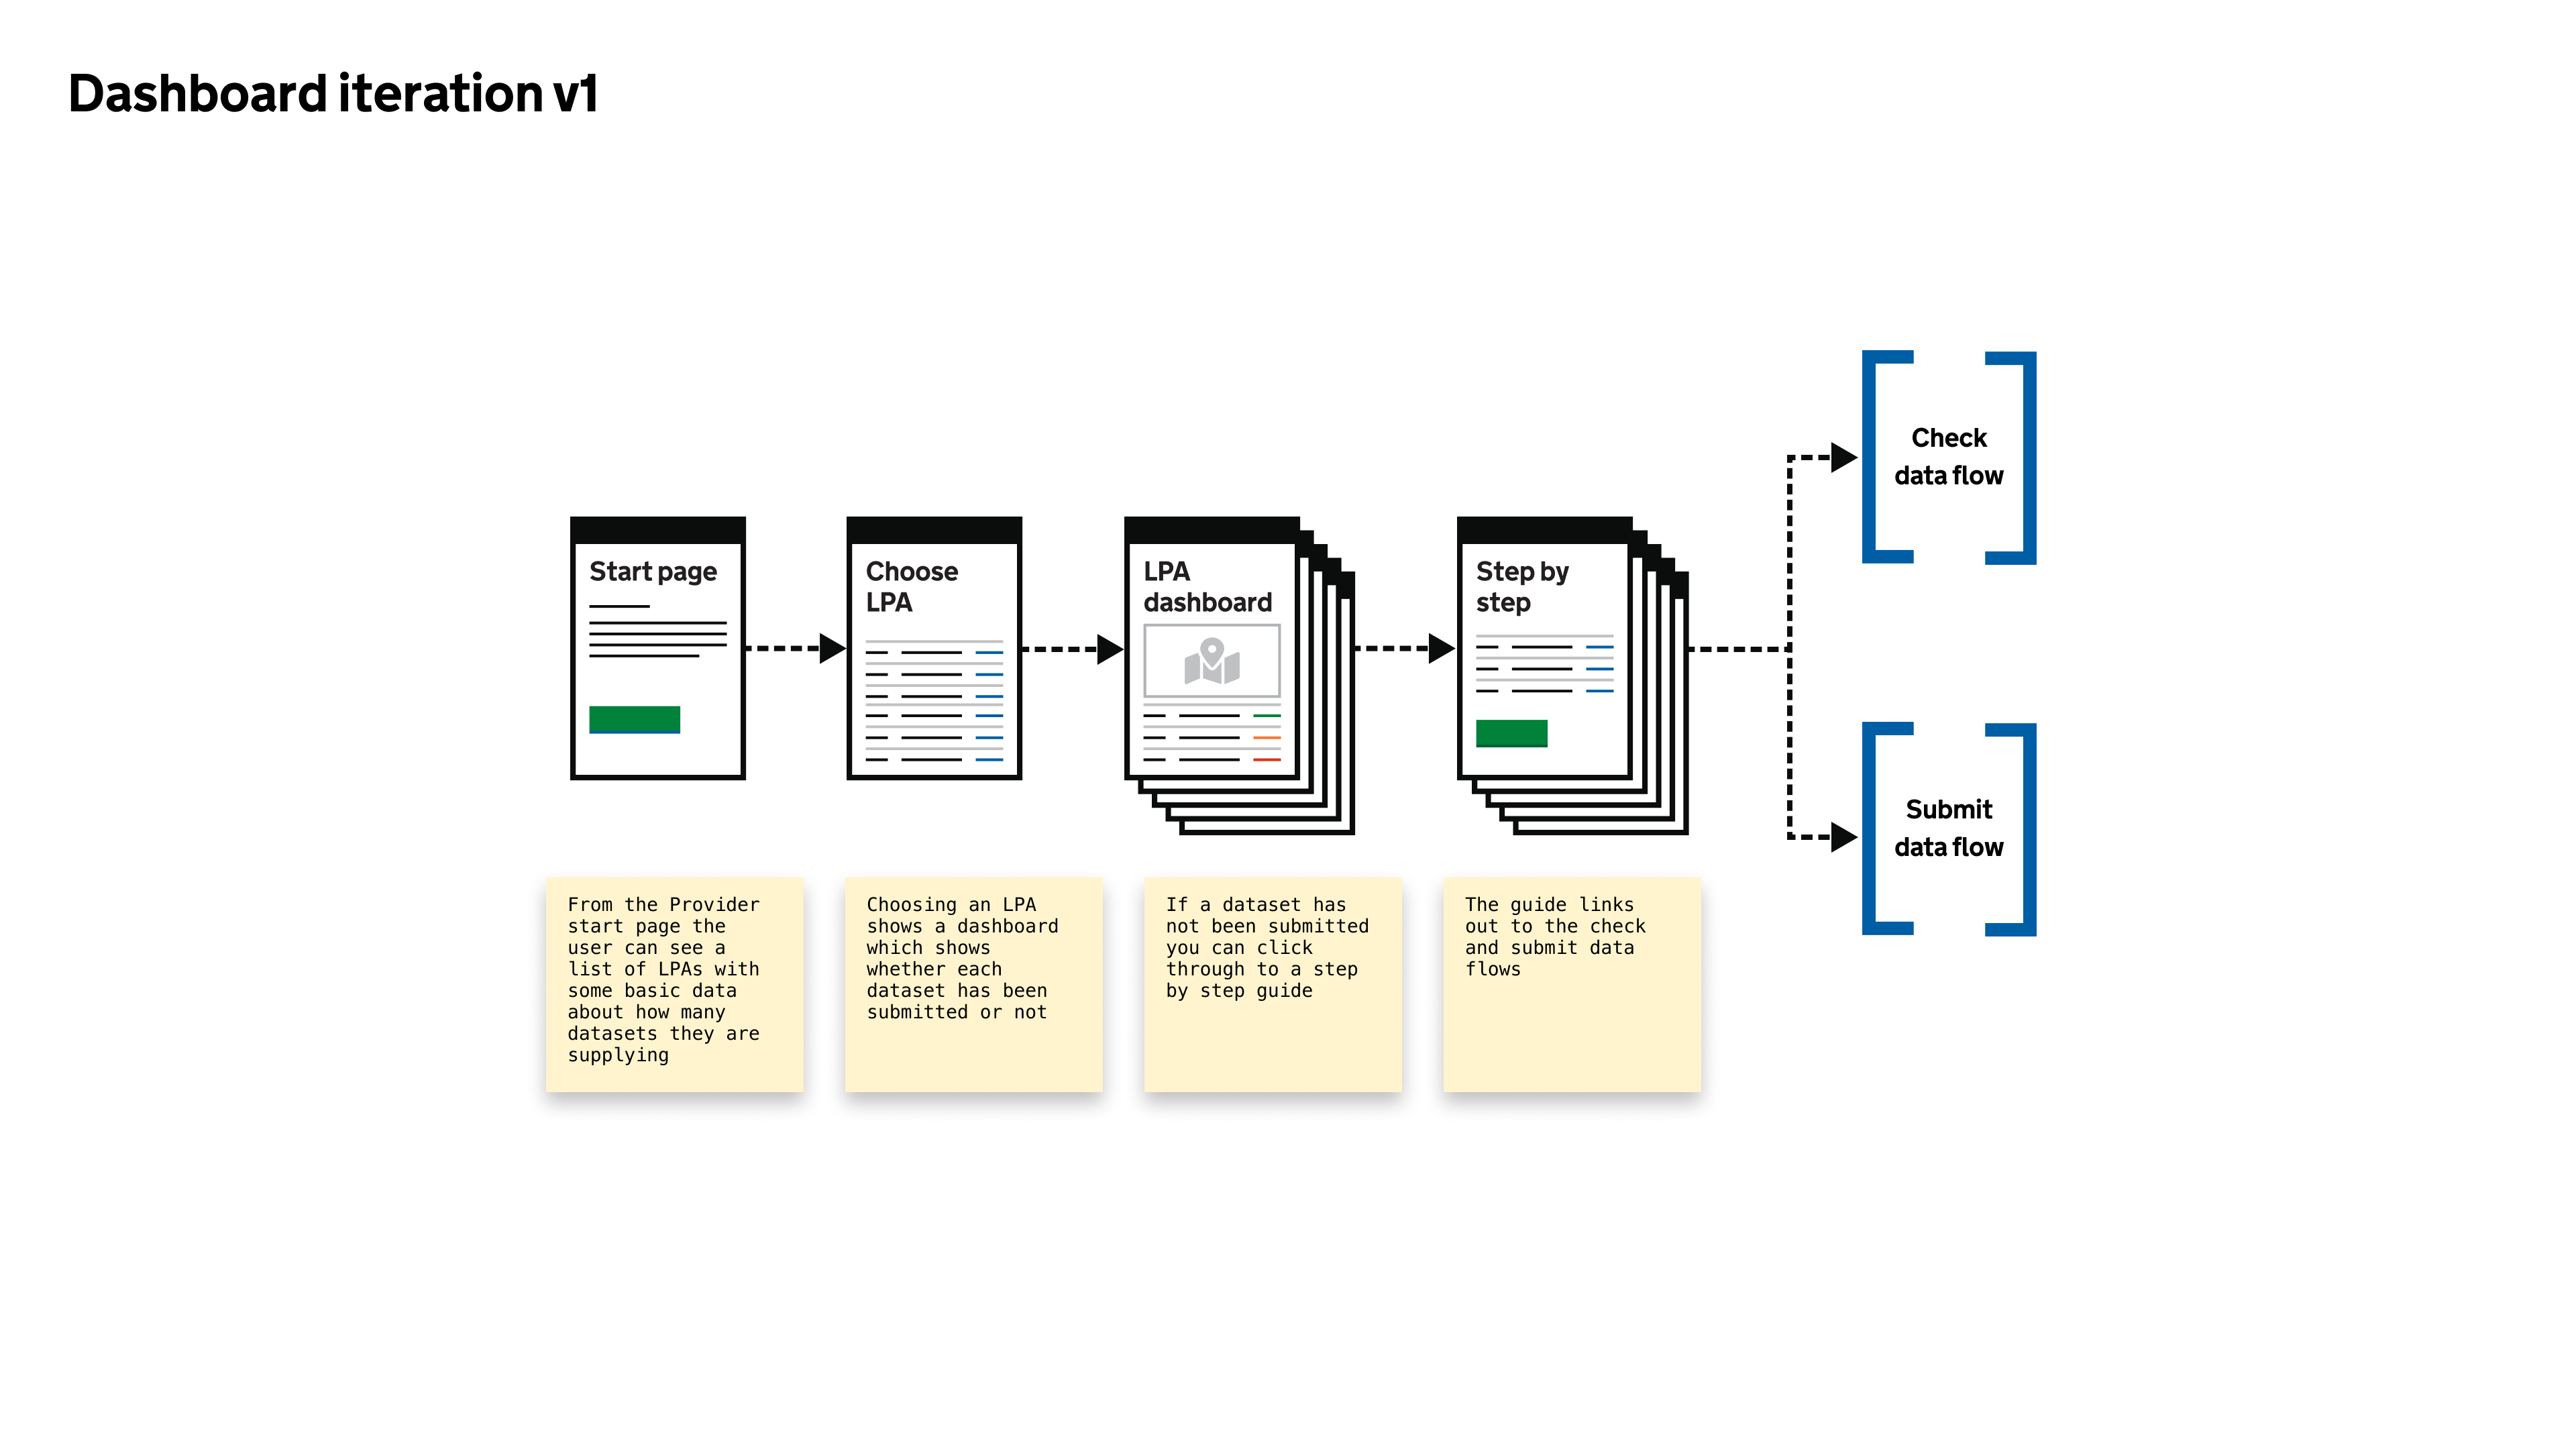 Dashboard iteration v1
Check
data flow
Start page
Choose
LPA
LPA
dashboard
Step by
step
Submit
data flow
From the Provider
start page the
user can see a
list of LPAs with
some basic data
about how many
datasets they are
supplying
Choosing an LPA
shows a dashboard
which shows
whether each
dataset has been
submitted or not
If a dataset has
not been submitted
you can click
through to a step
by step guide
The guide links
out to the check
and submit data
flows